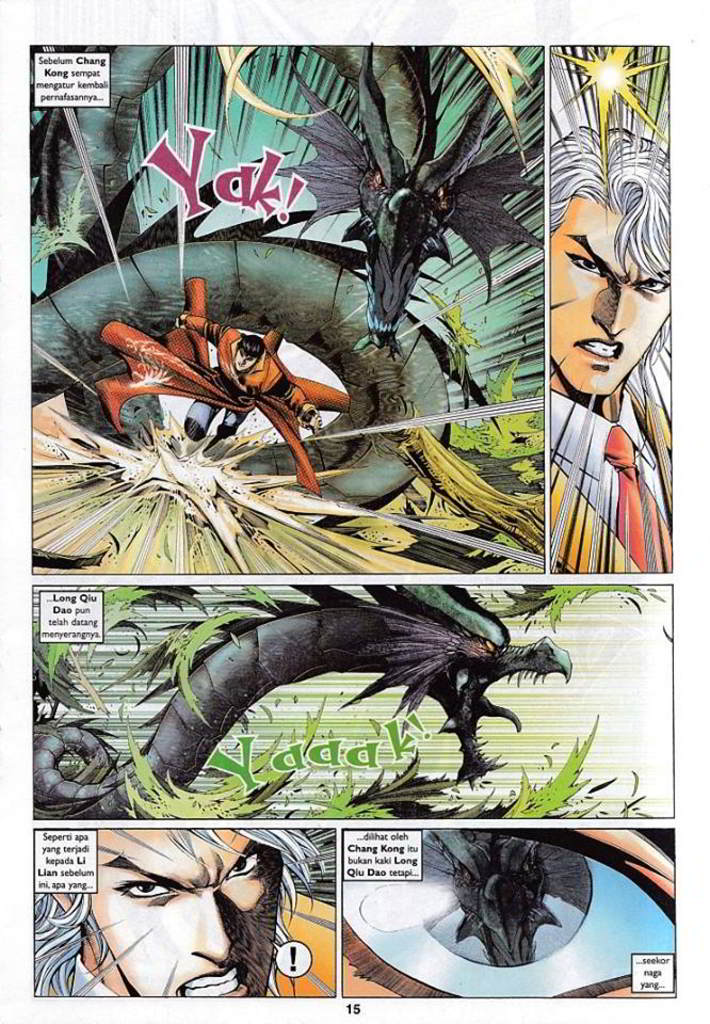 Sebelum Chang
Kong sempat
mengatur kembali
pernafasannya...
Yak!
...Long Qiu
Dao pun
telah datang
menyerangnya.
Yaaak!
Seperti apa
yang terjadi
kepada Li
Lian sebelum
ini, apa yang...
!
...dilihat oleh
Chang Kong itu
bukan kaki Long
Qiu Dao tetapi...
...seekor
naga
yang...
15